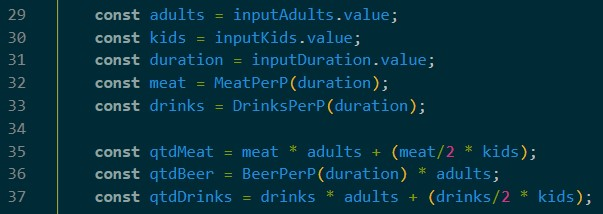 29 const adults = inputAdults.value;
30 const kids = inputKids.value;
31 const duration = inputDuration.value;
32 const meat = MeatPerP(duration);
33 const drinks = DrinksPerP(duration);
34
35 const qtdMeat = meat * adults + (meat/2 * kids);
36 const qtdBeer = BeerPerP(duration) * adults;
37 const qtdDrinks = drinks * adults + (drinks/2 * kids);